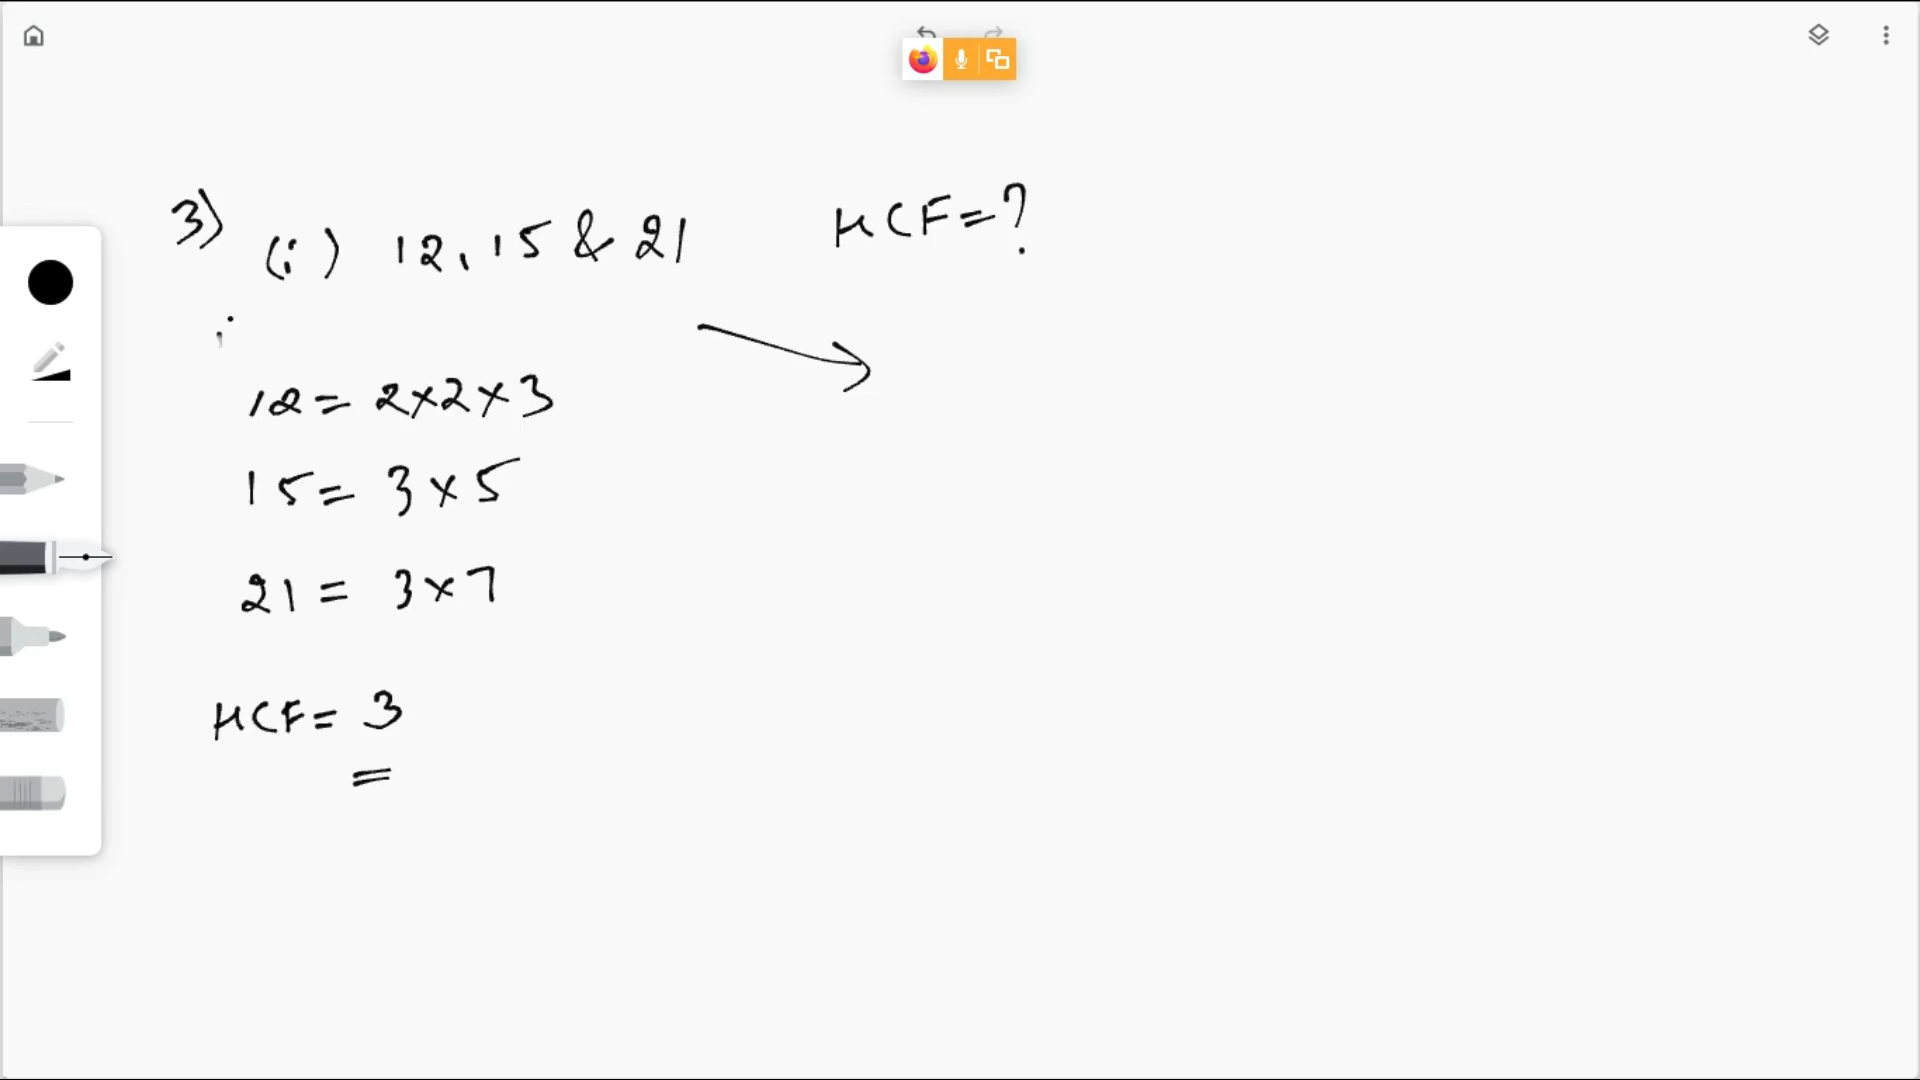 3) (i) 12, 15 & 21 HCF=?
12= 2×2×3
15= 3×5
21= 3×7
HCF= 3